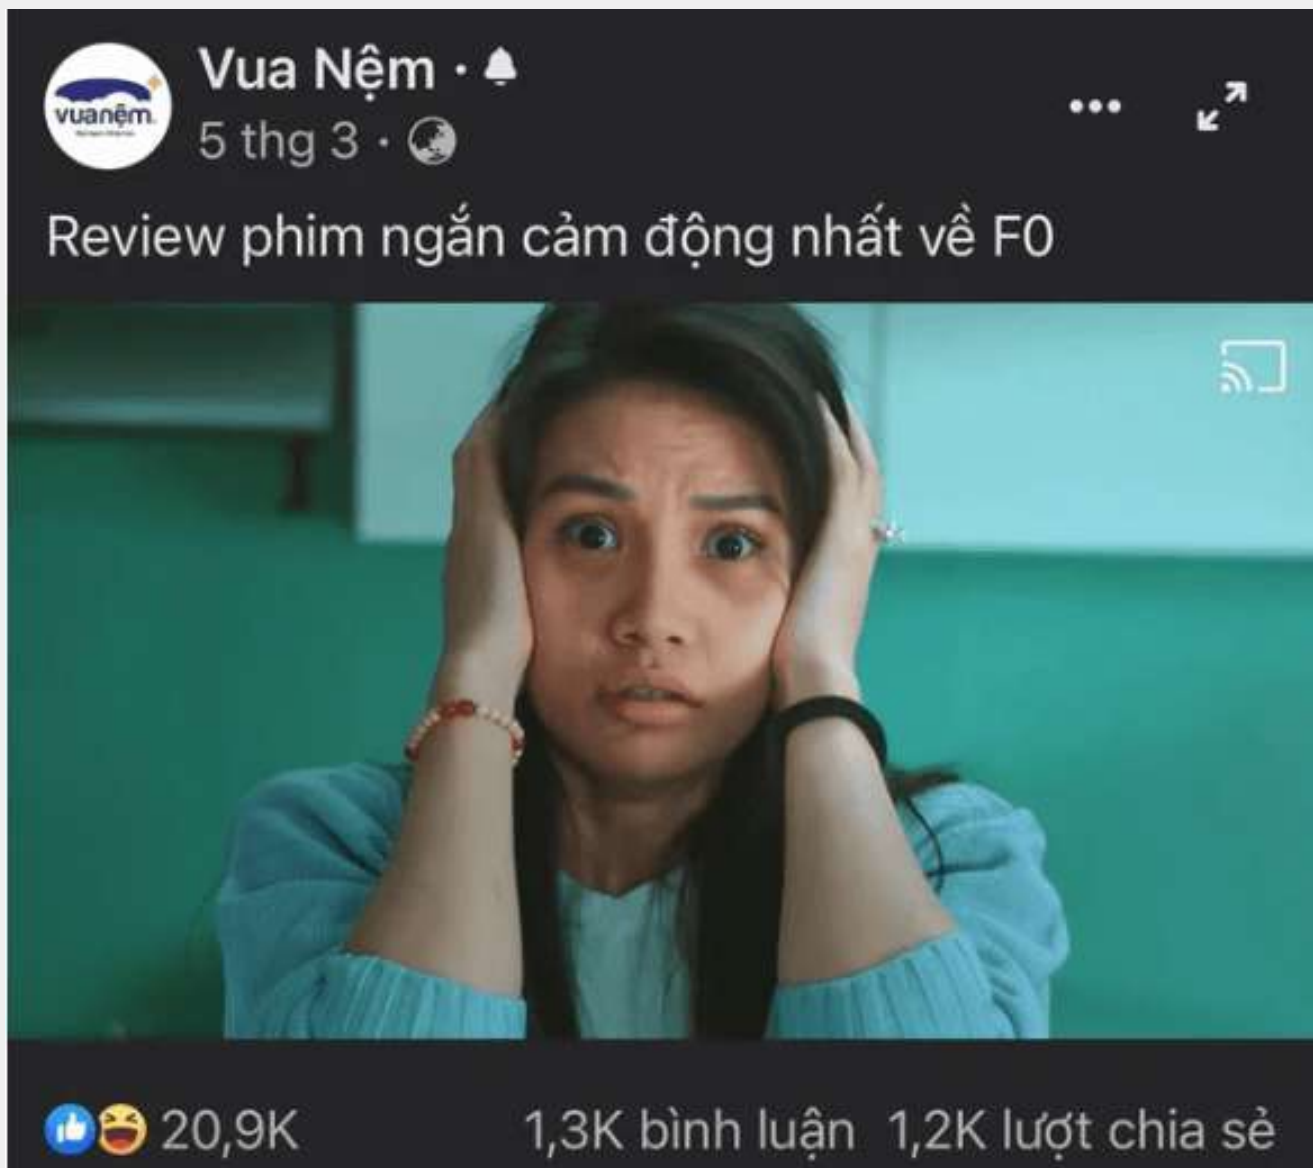 Vua Nệm ·
5 thg 3 ·
vuanệm.
Review phim ngắn cảm động nhất về F0
20,9K
1,3K bình luận 1,2K lượt chia sẻ